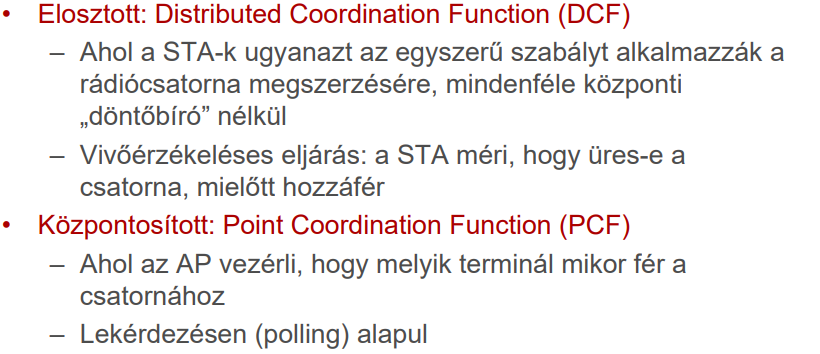 • Elosztott: Distributed Coordination Function (DCF)
– Ahol a STA-k ugyanazt az egyszerű szabályt alkalmazzák a
rádiócsatorna megszerzésére, mindenféle központi
„döntőbíró” nélkül
– Vivőérzékeléses eljárás: a STA méri, hogy üres-e a
csatorna, mielőtt hozzáfér
• Központosított: Point Coordination Function (PCF)
– Ahol az AP vezérli, hogy melyik terminál mikor fér a
csatornához
– Lekérdezésen (polling) alapul